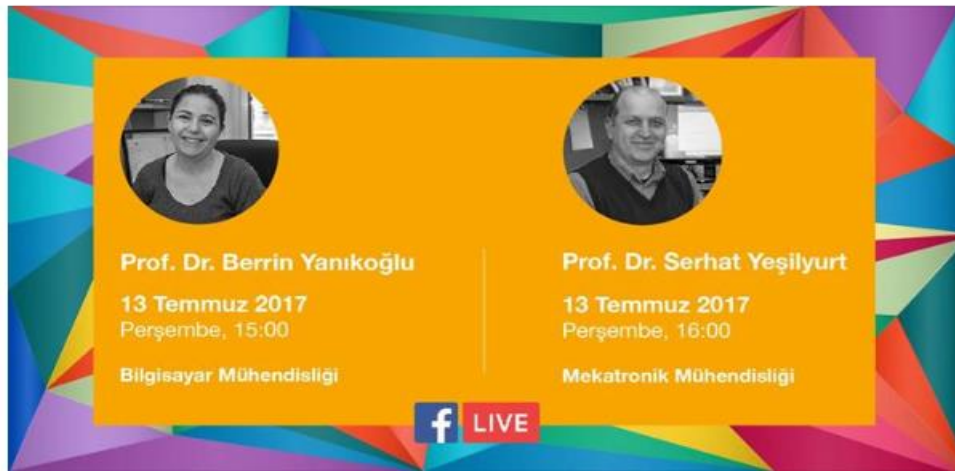 Prof. Dr. Berrin Yanıkoğlu
13 Temmuz 2017
Perşembe, 15:00
Bilgisayar Mühendisliği
Prof. Dr. Serhat Yeşilyurt
13 Temmuz 2017
Perşembe, 16:00
Mekatronik Mühendisliği
f LIVE